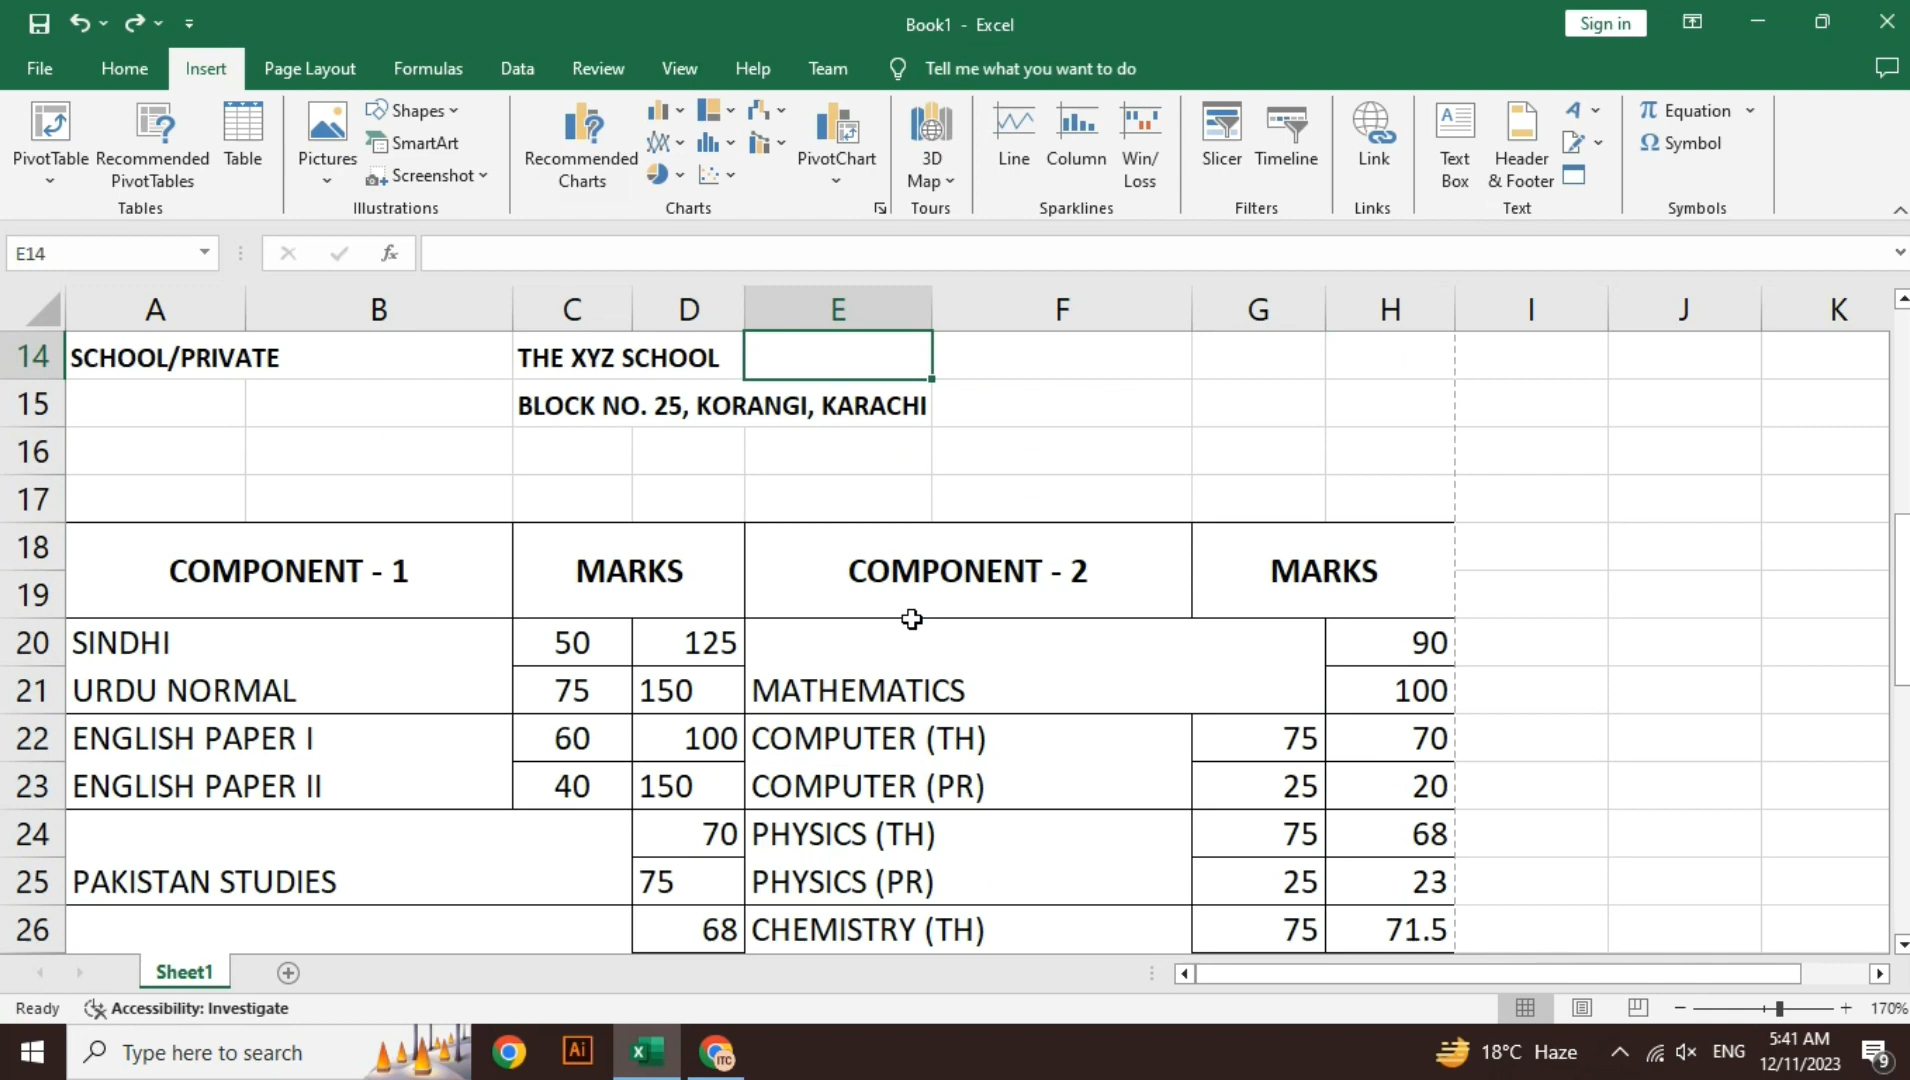 Book1 - Excel
Sign in
File Home Insert Page Layout Formulas Data Review View Help Team Tell me what you want to do
PivotTable
Recommended PivotTables
Table
Tables
Pictures
Shapes
SmartArt
Screenshot
Illustrations
Recommended Charts
PivotChart
Charts
3D Map
Tours
Line
Column
Win/Loss
Sparklines
Slicer
Timeline
Filters
Link
Links
Text Box
Header & Footer
Text
Equation
Symbol
Symbols
E14
fx
A B C D E F G H I J K
14 SCHOOL/PRIVATE THE XYZ SCHOOL
15 BLOCK NO. 25, KORANGI, KARACHI
16
17
18 COMPONENT - 1 MARKS COMPONENT - 2 MARKS
19
20 SINDHI 50 125 90
21 URDU NORMAL 75 150 MATHEMATICS 100
22 ENGLISH PAPER I 60 100 COMPUTER (TH) 75 70
23 ENGLISH PAPER II 40 150 COMPUTER (PR) 25 20
24 70 PHYSICS (TH) 75 68
25 PAKISTAN STUDIES 75 PHYSICS (PR) 25 23
26 68 CHEMISTRY (TH) 75 71.5
Sheet1
Ready Accessibility: Investigate 170%
Type here to search
Ai
ITC
18°C Haze
ENG
5:41 AM
12/11/2023
9